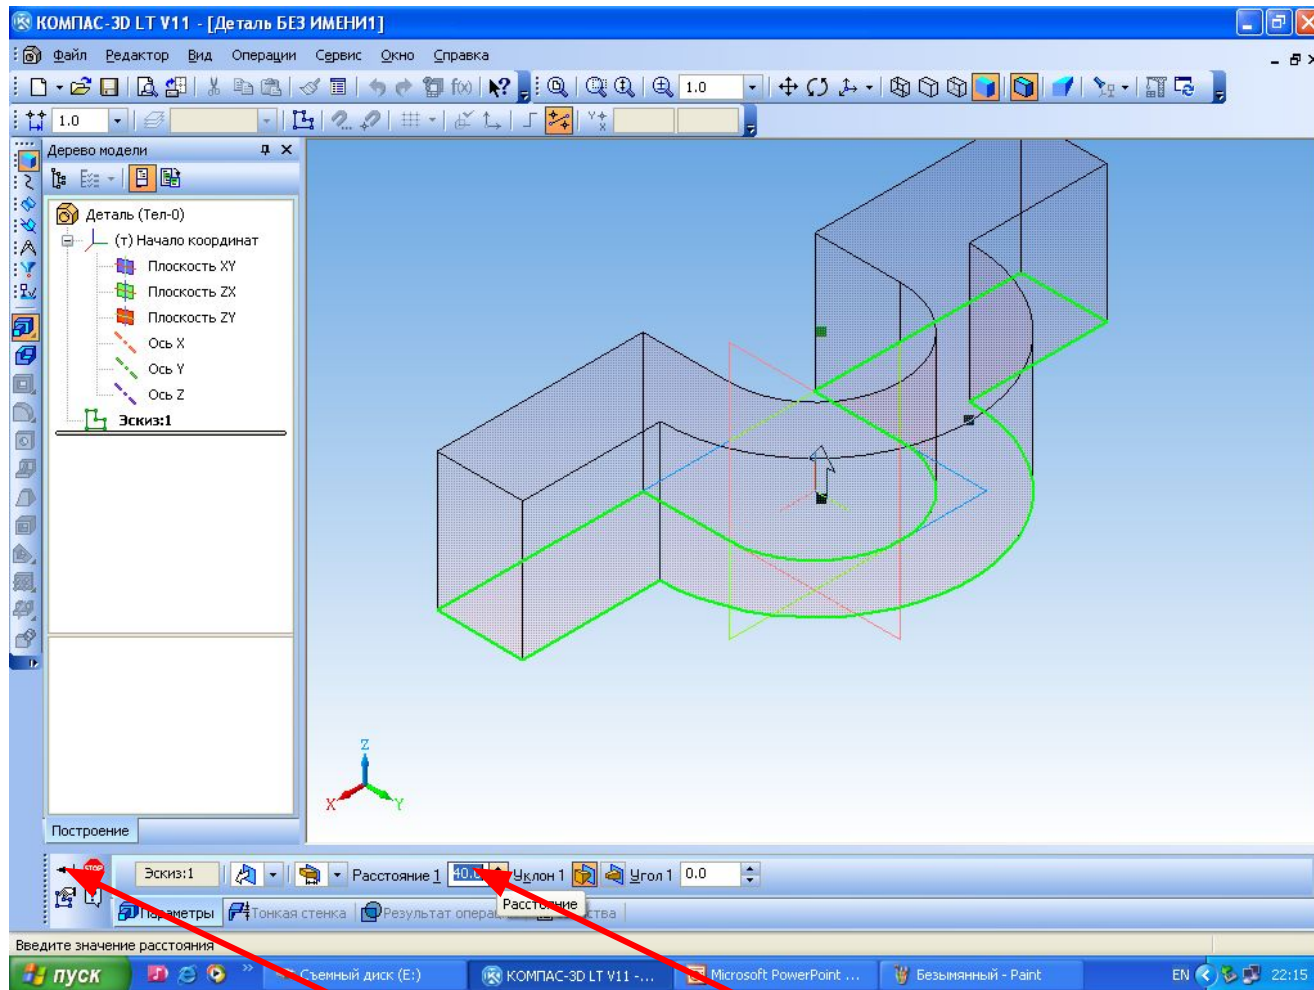 КОМПАС-3D LT V11 - [Деталь БЕЗ ИМЕНИ1]
Файл Редактор Вид Операции Сервис Окно Справка
1.0
1.0
Дерево модели
Деталь (Тел-0)
(т) Начало координат
Плоскость XY
Плоскость ZX
Плоскость ZY
Ось X
Ось Y
Ось Z
Эскиз:1
Z
X
Y
Построение
STOP
Эскиз:1 Расстояние 1 Уклон 1 Угол 1 0.0
Расстояние
Параметры Тонкая стенка Результат
Введите значение расстояния
пуск Съемный диск (E:) КОМПАС-3D LT V11 -... Microsoft PowerPoint ... Безымянный - Paint EN 22:15